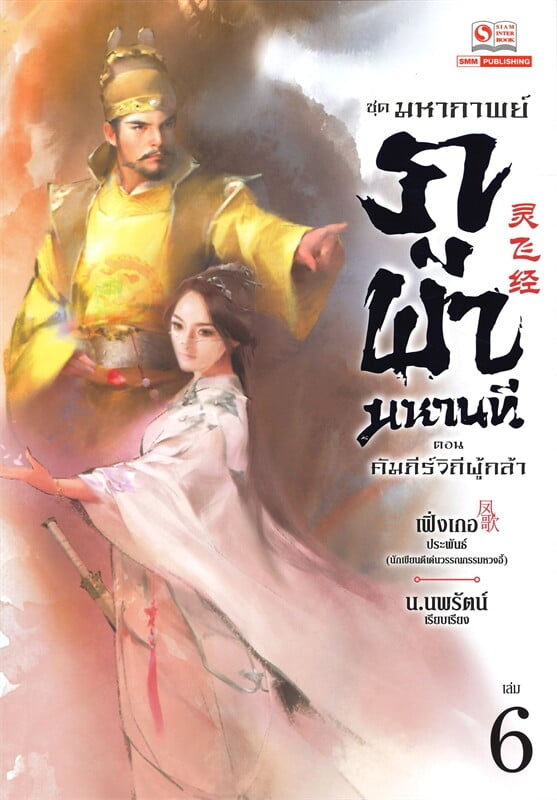 SIAM
INTER
BOOK
SMM PUBLISHING
ชุด มหากาพย์
ภูผา
มหานที
灵飞经
ตอน
คัมภีร์วิถีผู้กล้า
เฟิ่งเกอ 凤歌
ประพันธ์
(นักเขียนดีเด่นวรรณกรรมหวงอี้)
น.นพรัตน์
เรียบเรียง
เล่ม
6